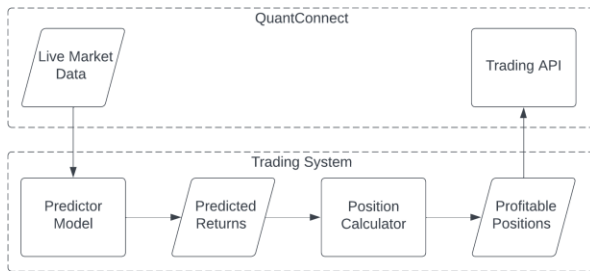 QuantConnect
Live Market
Data
Trading API
Trading System
Predictor
Model
Predicted
Returns
Position
Calculator
Profitable
Positions